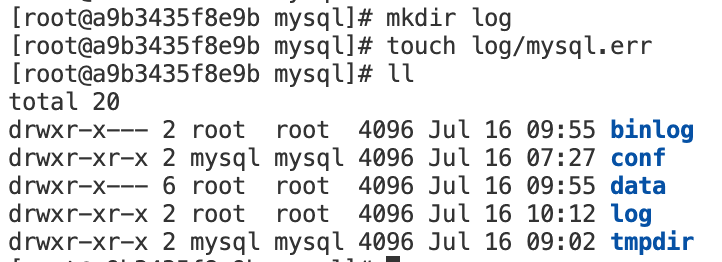 [root@a9b3435f8e9b mysql]# mkdir log
[root@a9b3435f8e9b mysql]# touch log/mysql.err
[root@a9b3435f8e9b mysql]# ll
total 20
drwxr-x--- 2 root  root  4096 Jul 16 09:55 binlog
drwxr-xr-x 2 mysql mysql 4096 Jul 16 07:27 conf
drwxr-x--- 6 root  root  4096 Jul 16 09:55 data
drwxr-xr-x 2 root  root  4096 Jul 16 10:12 log
drwxr-xr-x 2 mysql mysql 4096 Jul 16 09:02 tmpdir
[root@a9b3435f8e9b mysql]#